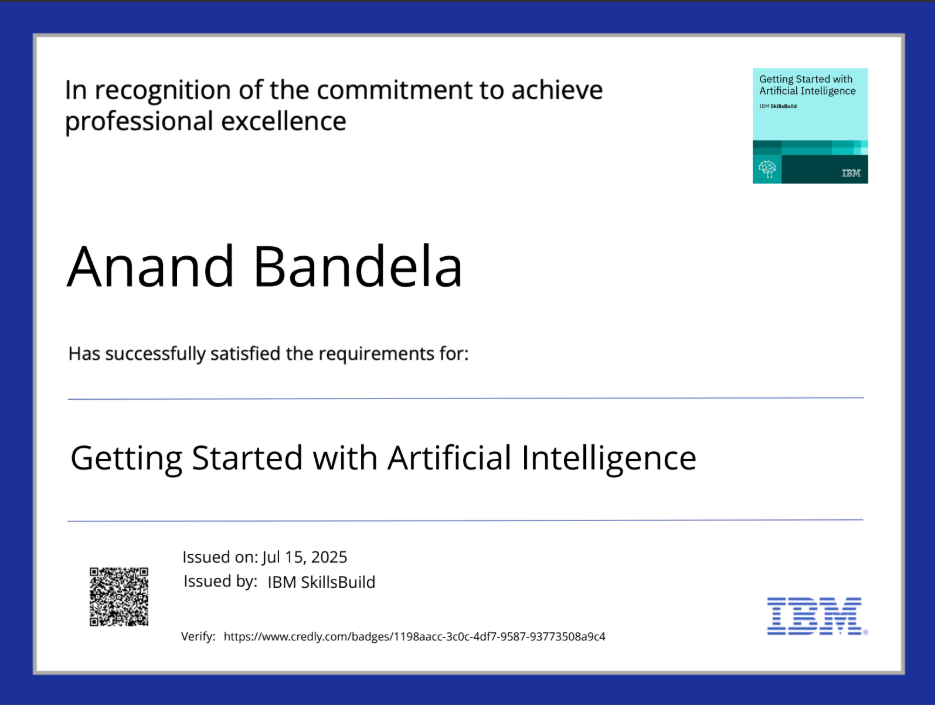 In recognition of the commitment to achieve
professional excellence
Getting Started with
Artificial Intelligence
IBM SkillsBuild
IBM
Anand Bandela
Has successfully satisfied the requirements for:
Getting Started with Artificial Intelligence
Issued on: Jul 15, 2025
Issued by: IBM SkillsBuild
Verify: https://www.credly.com/badges/1198aacc-3c0c-4df7-9587-93773508a9c4
IBM®